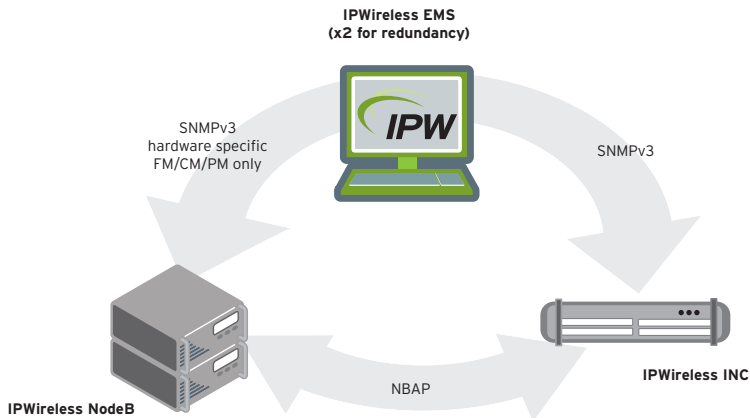 IPWireless EMS
(x2 for redundancy)
IPW
SNMPv3
hardware specific
FM/CM/PM only
SNMPv3
NBAP
IPWireless INC
IPWireless NodeB